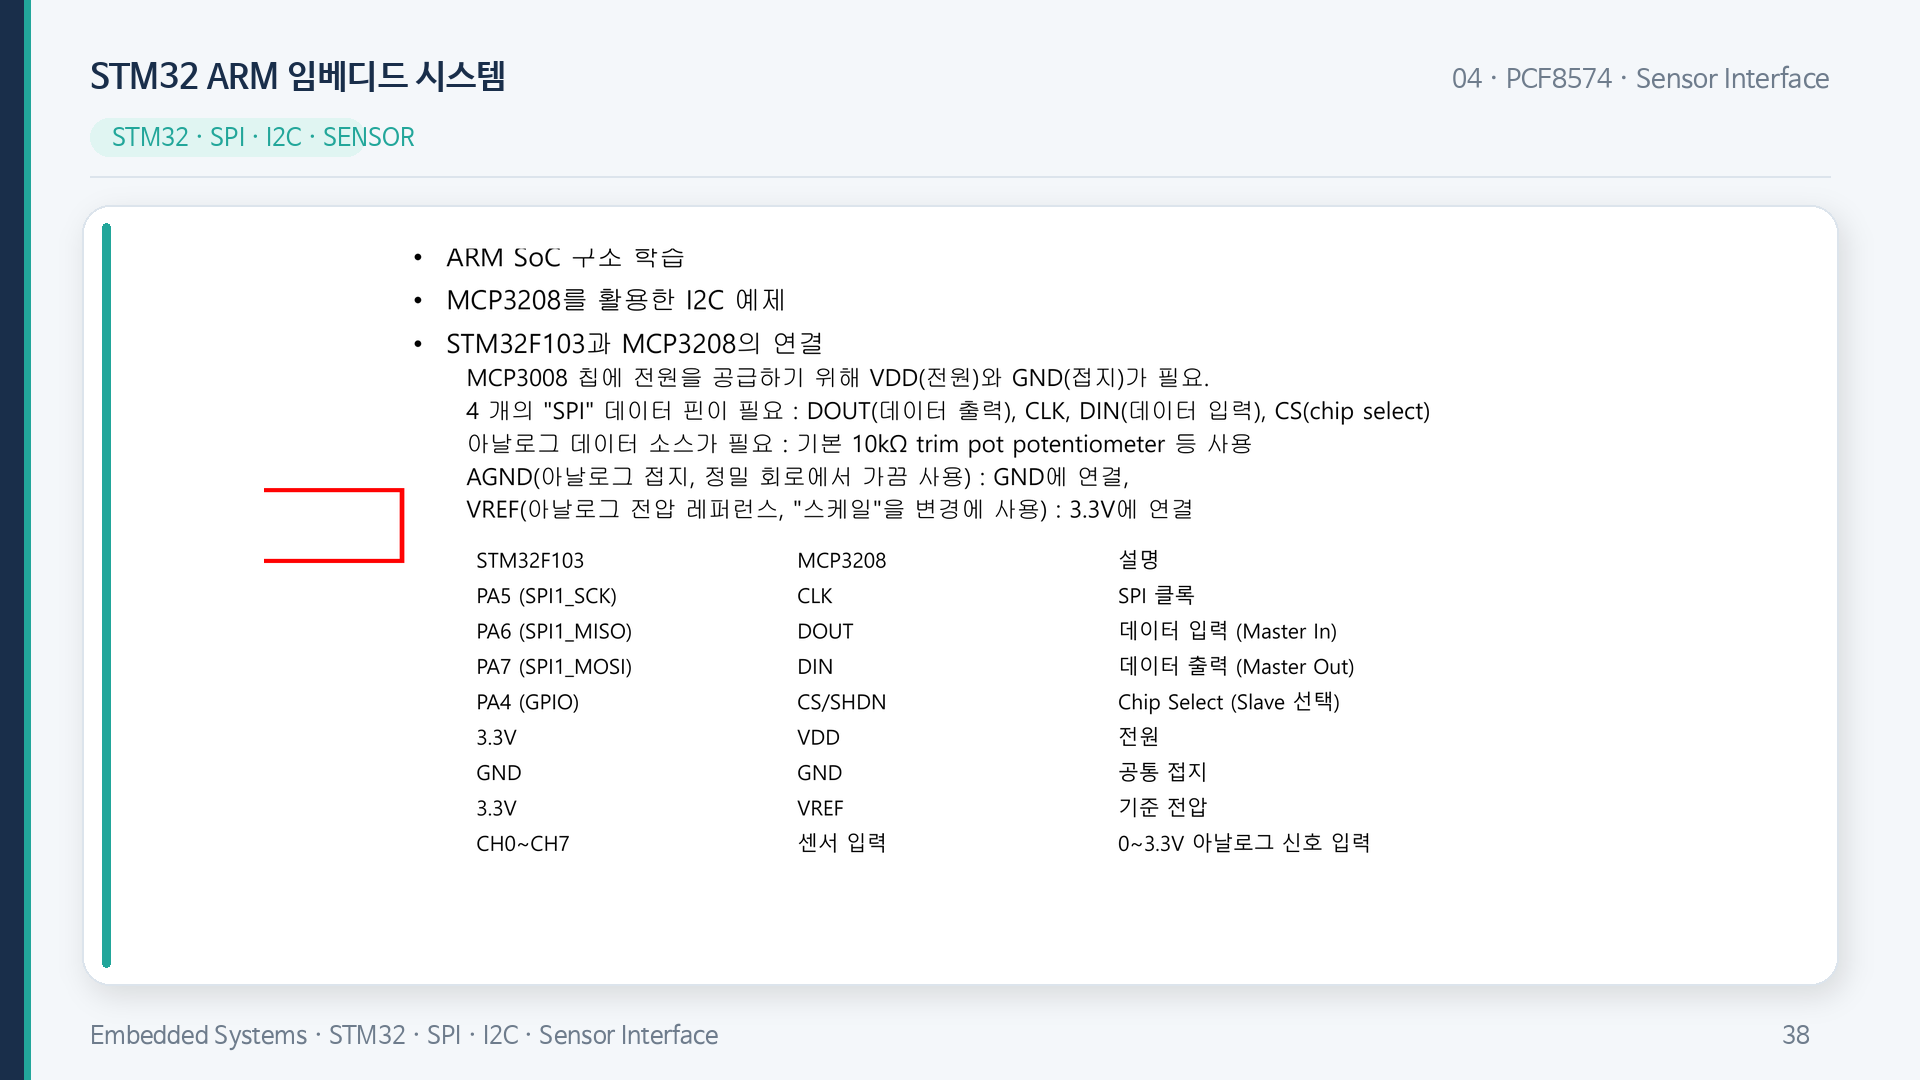 STM32 ARM 임베디드 시스템
04 · PCF8574 · Sensor Interface
STM32 · SPI · I2C · SENSOR
• ARM SoC 구조 학습
• MCP3208를 활용한 I2C 예제
• STM32F103과 MCP3208의 연결
MCP3008 칩에 전원을 공급하기 위해 VDD(전원)와 GND(접지)가 필요.
4 개의 "SPI" 데이터 핀이 필요 : DOUT(데이터 출력), CLK, DIN(데이터 입력), CS(chip select)
아날로그 데이터 소스가 필요 : 기본 10kΩ trim pot potentiometer 등 사용
AGND(아날로그 접지, 정밀 회로에서 가끔 사용) : GND에 연결,
VREF(아날로그 전압 레퍼런스, "스케일"을 변경에 사용) : 3.3V에 연결
STM32F103 MCP3208 설명
PA5 (SPI1_SCK) CLK SPI 클록
PA6 (SPI1_MISO) DOUT 데이터 입력 (Master In)
PA7 (SPI1_MOSI) DIN 데이터 출력 (Master Out)
PA4 (GPIO) CS/SHDN Chip Select (Slave 선택)
3.3V VDD 전원
GND GND 공통 접지
3.3V VREF 기준 전압
CH0~CH7 센서 입력 0~3.3V 아날로그 신호 입력
Embedded Systems · STM32 · SPI · I2C · Sensor Interface
38